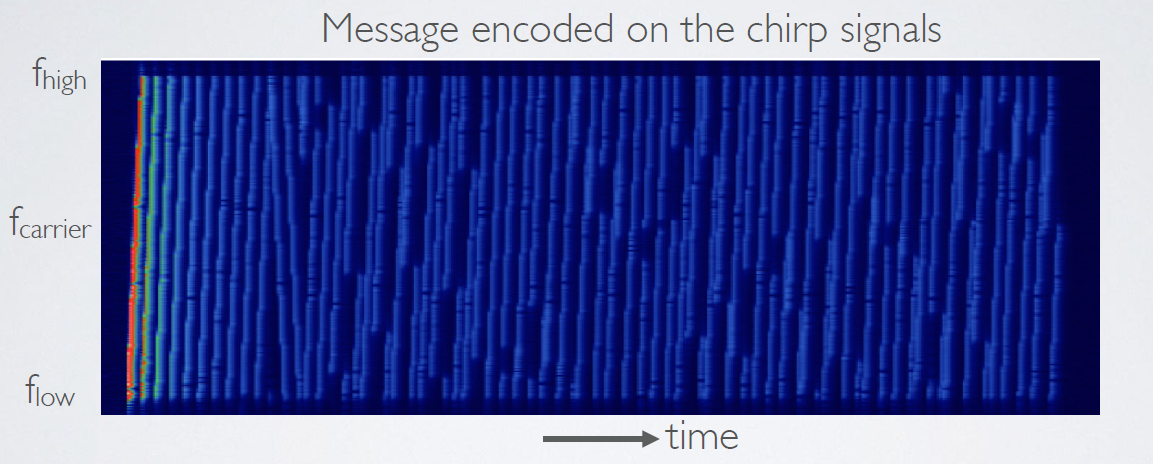 Message encoded on the chirp signals
fhigh
fcarrier
flow
time